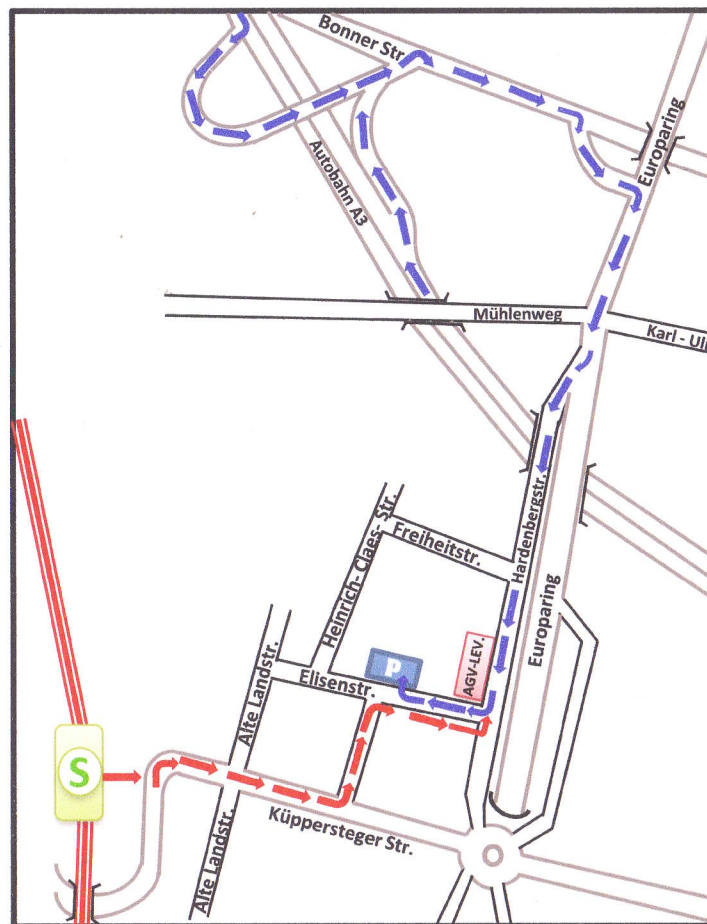 Bonner Str.
Europaring
Autobahn A3
Mühlenweg
Karl - Ul
Hardenbergstr.
Heinrich- Claes- Str.
Freiheitstr.
Europaring
AGV-LEV.
P
Elisenstr.
Alte Landstr.
S
Küppersteger Str.
Alte Landstr.